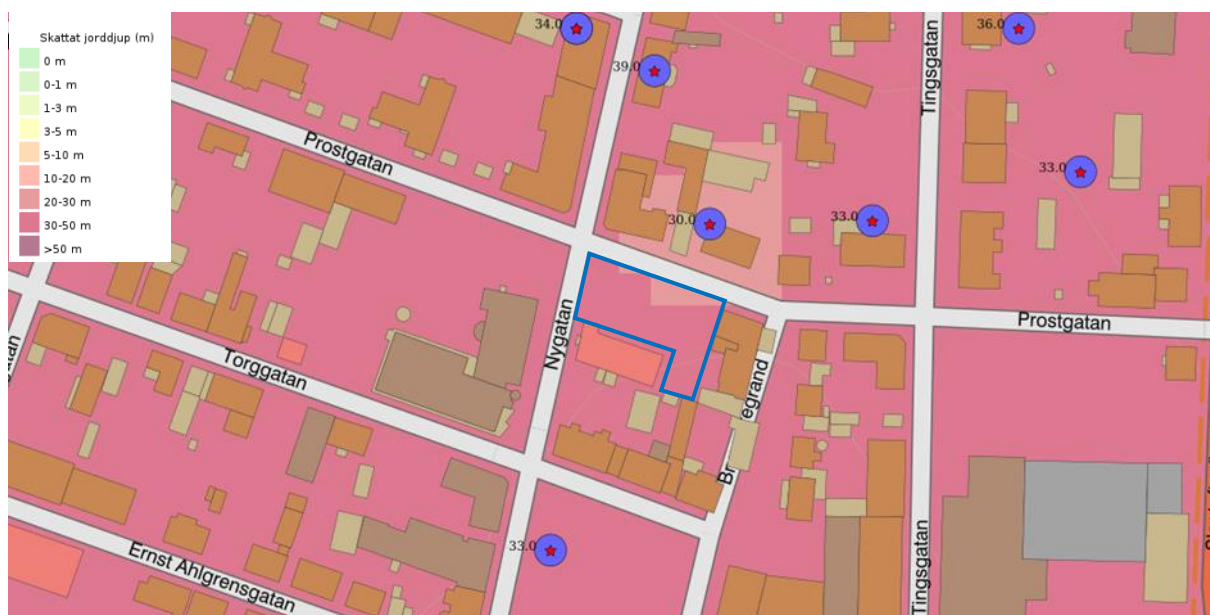 Skattat jorddjup (m)
0 m
0-1 m
1-3 m
3-5 m
5-10 m
10-20 m
20-30 m
30-50 m
>50 m
34.0
39.0
36.0
Tingsgatan
Prostgatan
33.0
30.0
33.0
Prostgatan
Nygatan
Torggatan
egrand
Tingsgatan
33.0
Ernst Ahlgrensgatan